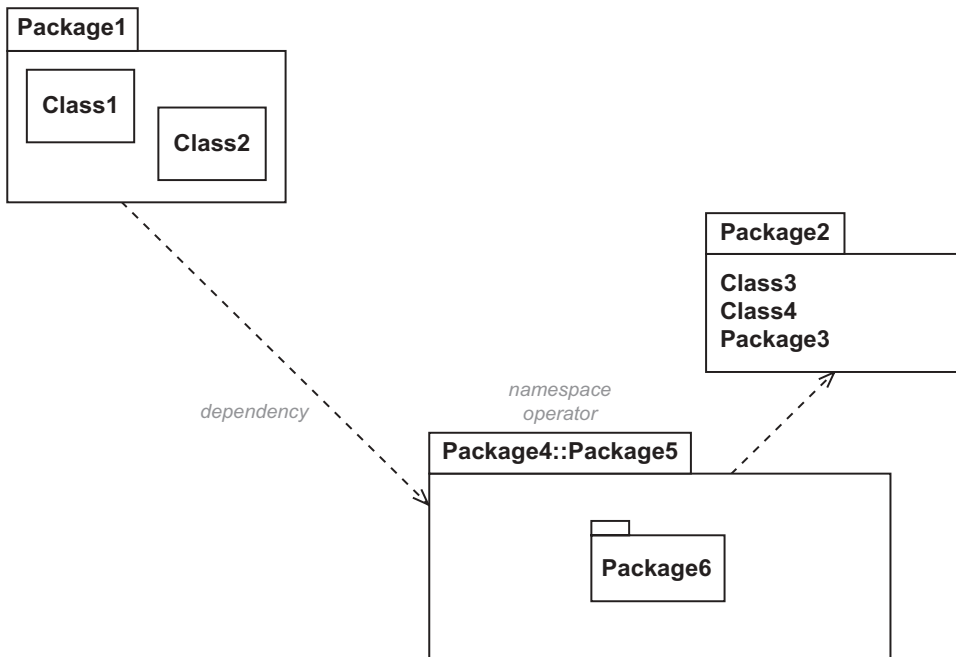 Package1
Class1
Class2
Package2
Class3
Class4
Package3
dependency
namespace
operator
Package4::Package5
Package6